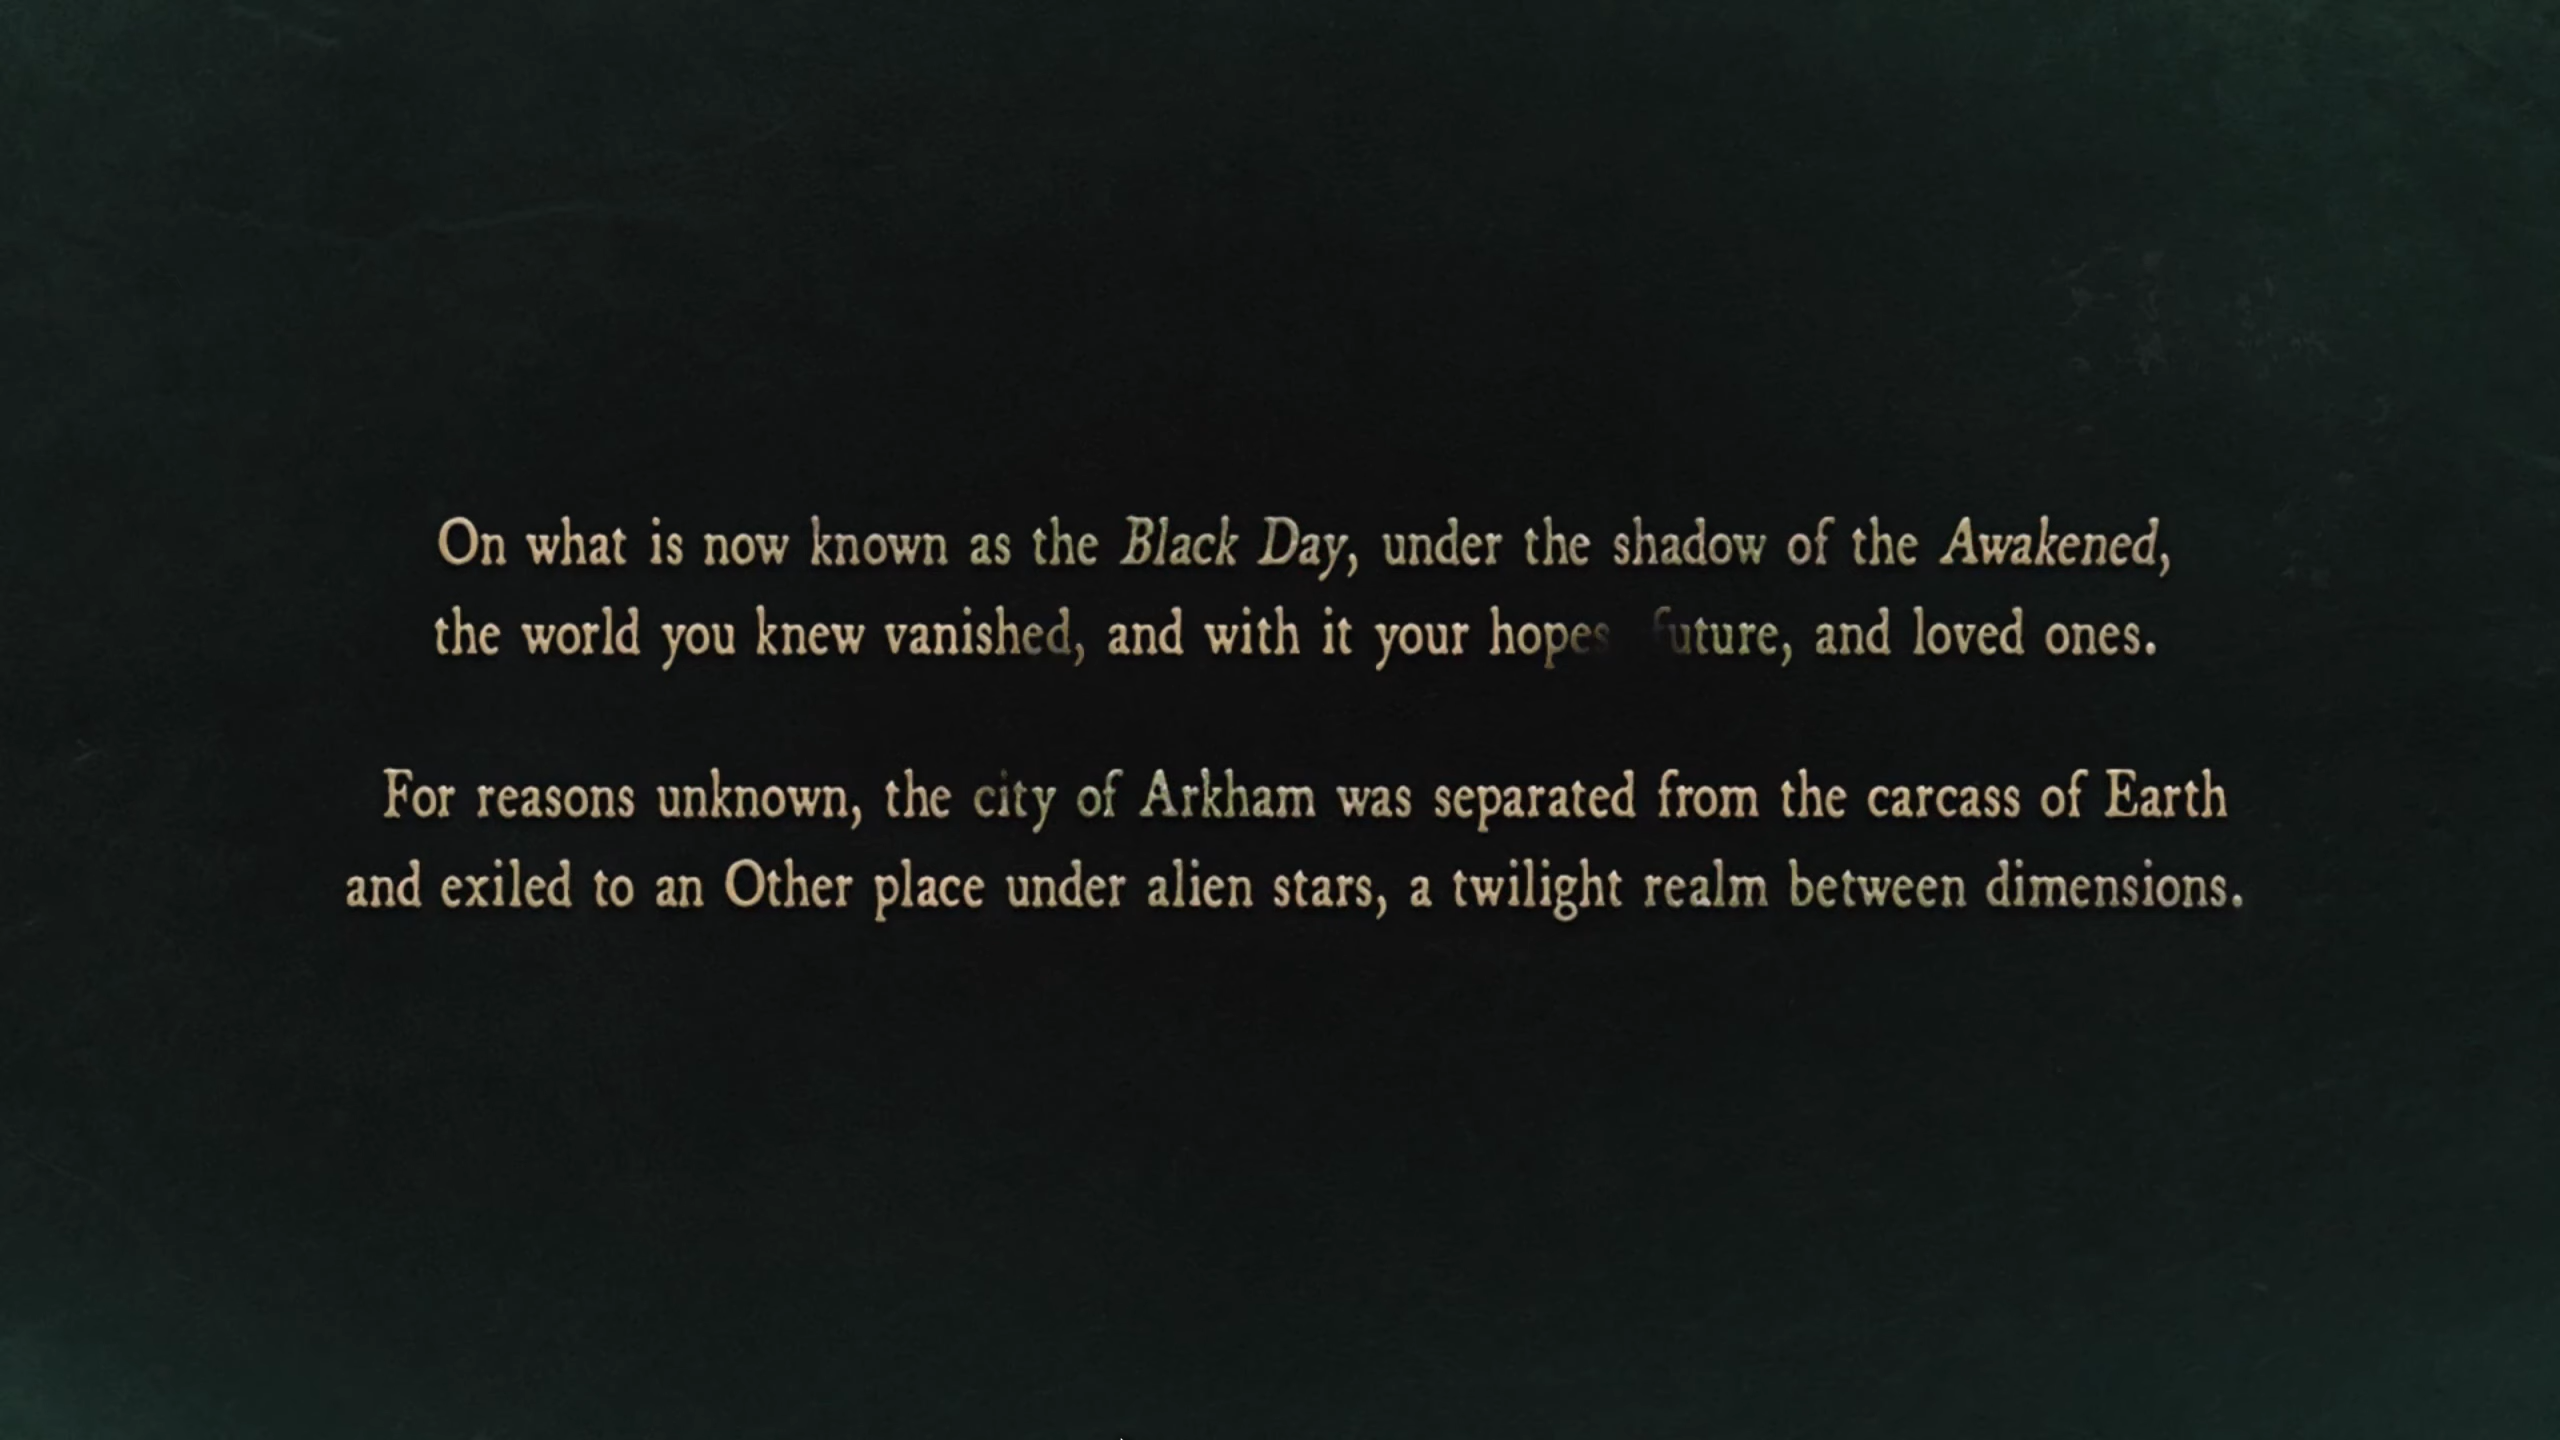 On what is now known as the Black Day, under the shadow of the Awakened,
the world you knew vanished, and with it your hopes future, and loved ones.
For reasons unknown, the city of Arkham was separated from the carcass of Earth
and exiled to an Other place under alien stars, a twilight realm between dimensions.